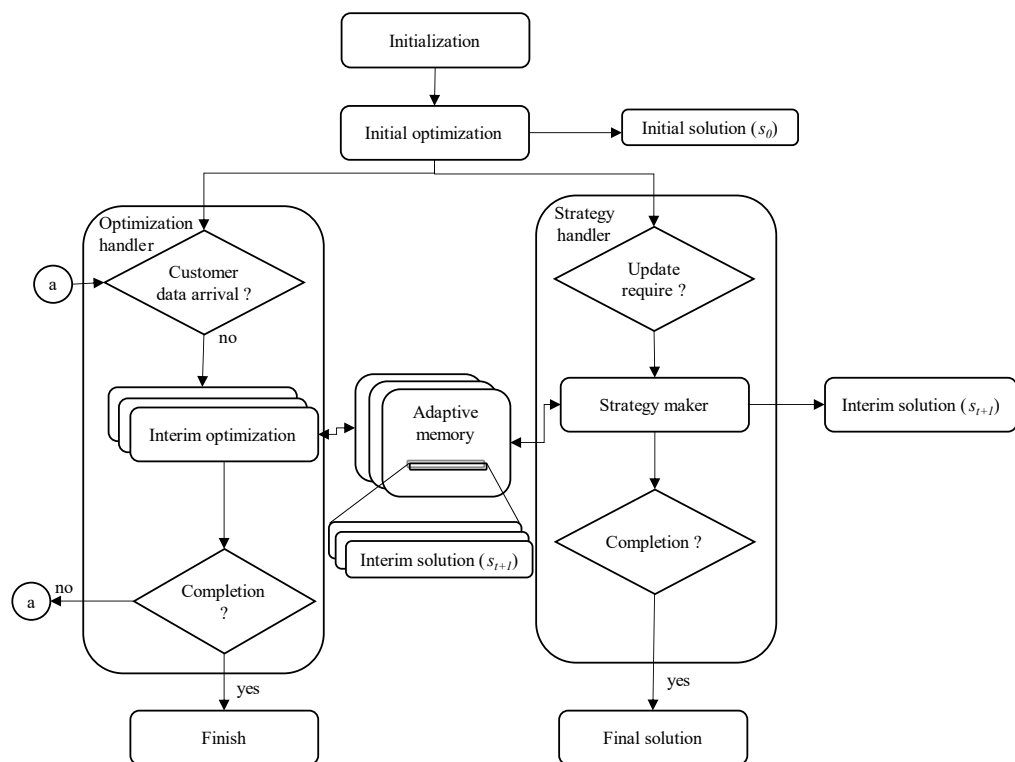 Initialization
Initial optimization
Initial solution (s0)
Optimization
handler
Customer
data arrival ?
a
no
Interim optimization
Completion
?
no
a
yes
Finish
Adaptive
memory
Interim solution (st+1)
Strategy
handler
Update
require ?
Strategy maker
Interim solution (st+1)
Completion ?
yes
Final solution